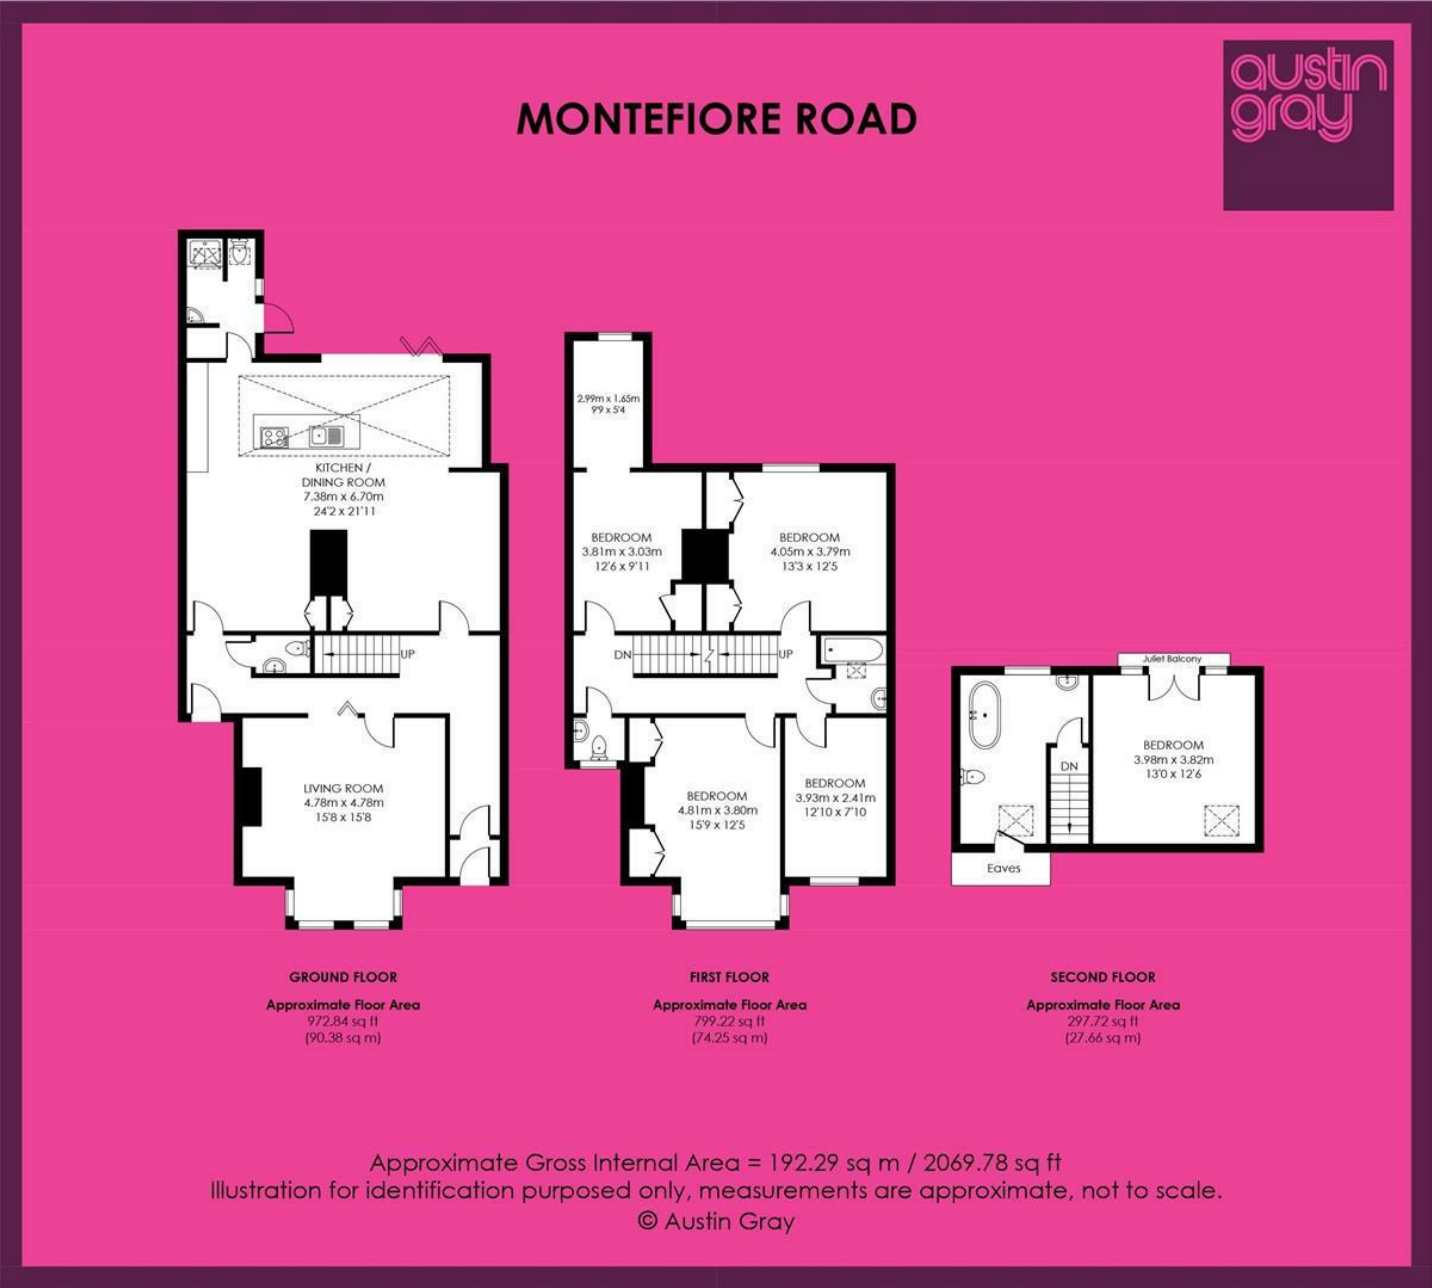 austin
gray
MONTEFIORE ROAD
KITCHEN /
DINING ROOM
7.38m x 6.70m
24'2 x 21'11
UP
LIVING ROOM
4.78m x 4.78m
15'8 x 15'8
2.99m x 1.65m
9'9 x 5'4
BEDROOM
3.81m x 3.03m
12'6 x 9'11
BEDROOM
4.05m x 3.79m
13'3 x 12'5
DN
UP
BEDROOM
4.81m x 3.80m
15'9 x 12'5
BEDROOM
3.93m x 2.41m
12'10 x 7'10
Juliet Balcony
BEDROOM
3.98m x 3.82m
13'0 x 12'6
DN
Eaves
GROUND FLOOR
Approximate Floor Area
972.84 sq ft
(90.38 sq m)
FIRST FLOOR
Approximate Floor Area
799.22 sq ft
(74.25 sq m)
SECOND FLOOR
Approximate Floor Area
297.72 sq ft
(27.66 sq m)
Approximate Gross Internal Area = 192.29 sq m / 2069.78 sq ft
Illustration for identification purposed only, measurements are approximate, not to scale.
© Austin Gray